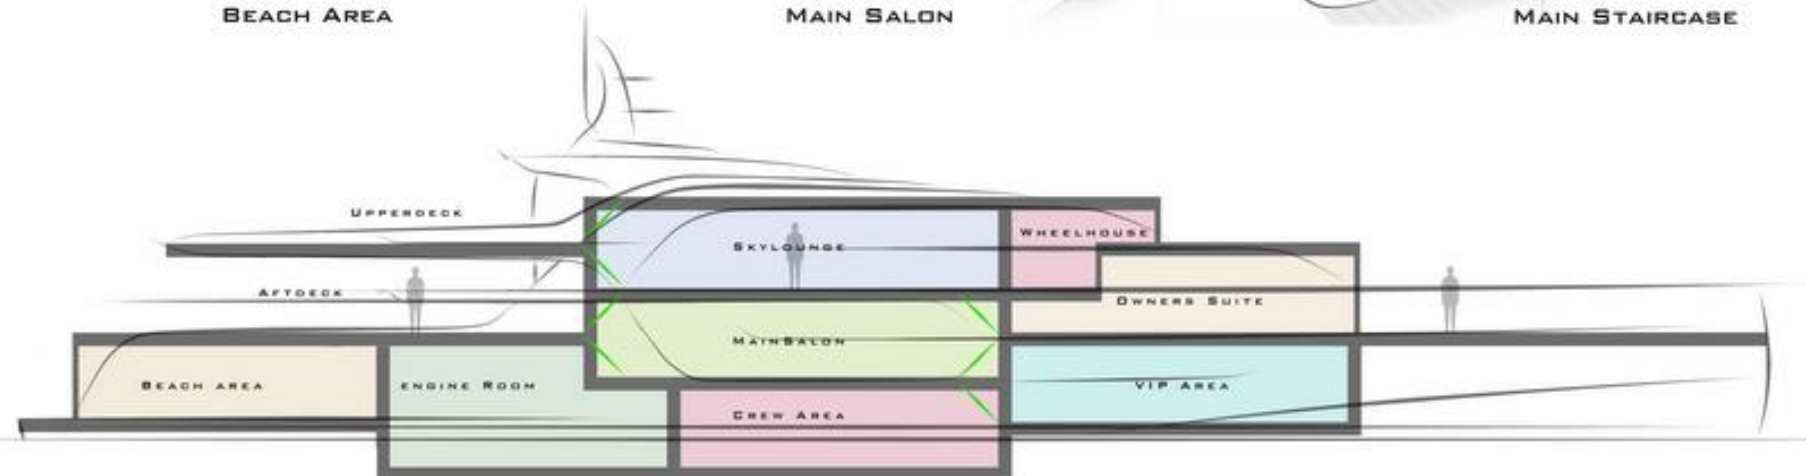 BEACH AREA
MAIN SALON
MAIN STAIRCASE
UPPERDECK
WHEELHOUSE
SKYLOUNGE
AFTDECK
OWNERS SUITE
MAINSALON
BEACH AREA
ENGINE ROOM
VIP AREA
CREW AREA